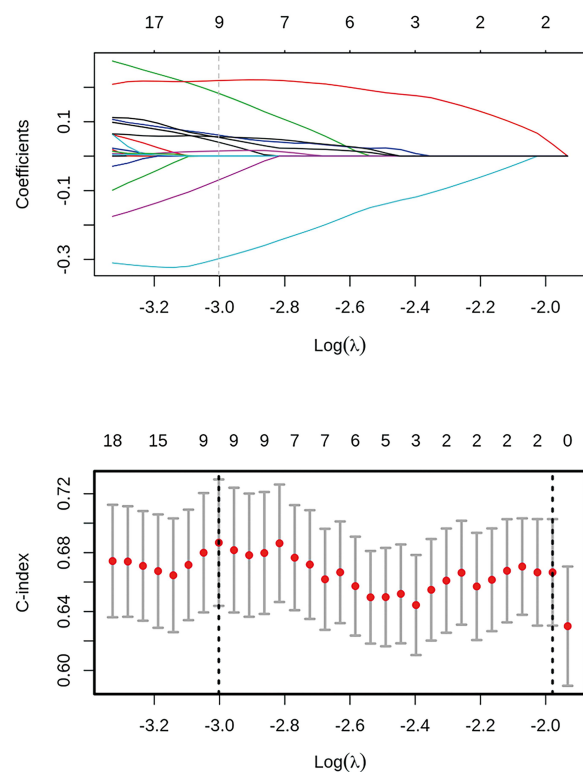 17 9 7 6 3 2 2
0.1
-0.1
-0.3
Coefficients
-3.2 -3.0 -2.8 -2.6 -2.4 -2.2 -2.0
Log(λ)
18 15 9 9 9 7 7 6 5 3 2 2 2 2 0
0.72
0.68
0.64
0.60
C-index
-3.2 -3.0 -2.8 -2.6 -2.4 -2.2 -2.0
Log(λ)